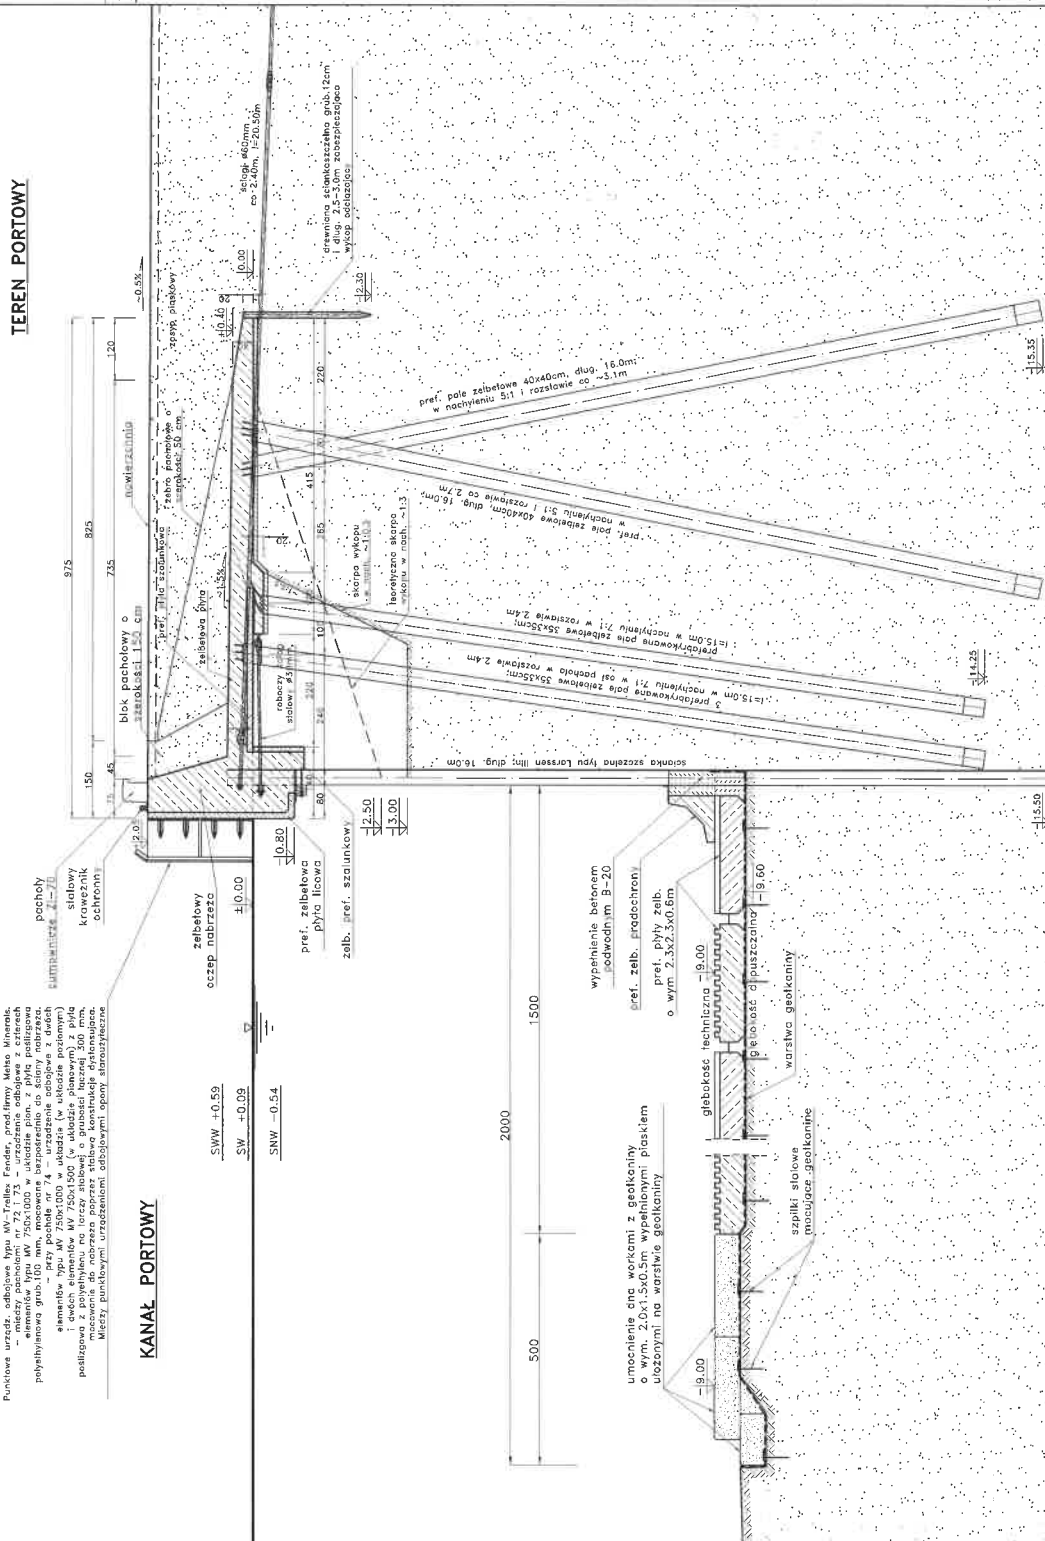 TEREN PORTOWY
KANAŁ PORTOWY
Punktowe urządz. odbojowe typu MV-Trellex Fender, prod.firmy Metso Minerals.
- między pachołami nr 72 i 73 - urządzenie odbojowe z czterech
elementów typu MV 750x1000 w układzie pion. z płytą poślizgową
polyethylenową grub.100 mm, mocowane bezpośrednio do ściany nabrzeża.
- przy pachole nr 74 - urządzenie odbojowe z dwóch
elementów typu MV 750x1000 w układzie (w układzie poziomym)
i dwóch elementów MV 750x1500 (w układzie pionowym) z płytą
poślizgową z polyethylenu na tarczy stalowej o grubości łącznej 300 mm,
mocowanie do nabrzeża poprzez stalową konstrukcję dystansującą.
Między punktowymi urządzeniami odbojowymi opony starożużyteczne
pachoły
cumownicze ZI-70
stalowy
krawężnik
ochronny
żelbetowy
oczep nabrzeża
±0.00
-0.80
pref. żelbetowa
płyta licowa
żelb. pref. szalunkowy
-2.50
-3.00
SWW +0.59
SW +0.09
SNW -0.54
975
825
150
735
120
45
75
+2.05
blok pachołowy o
szerokości 150 cm
nawierzchnia
pref. płyta szalunkowa
żebro pachołowe o
szerokości 50 cm
zasyp piaskowy
żelbetowa płyta
~1.5%
~0.5%
ściągi ø60mm
co 2.40m, l=20.50m
0.00
+0.40
20
-2.30
drewniana ściankaszczelna grub.12cm
i dług. 2.5-3.0m zabezpieczająca
wykop odciążając
220
415
265
100
220
240
80
20
roboczy
stalowy
skarpa wykopu
teoretyczna skarpa
wykopu w nach. ~1:3
pref. pale żelbetowe 40x40cm, dług. 16.0m;
w nachyleniu 5:1 i rozstawie co ~3.1m
pref. pale żelbetowe 40x40cm, dług. 16.0m;
w nachyleniu 5:1 i rozstawie co 2.7m
prefabrykowane pale żelbetowe 35x35cm;
l=15.0m w nachyleniu 7:1 w rozstawie 2.4m
3 prefabrykowane pale żelbetowe 35x35cm;
l=15.0m w nachyleniu 7:1 w osi pachoła w rozstawie 2.4m
ścianka szczelna typu Larssen IIIn; dług. 16.0m
-15.35
-14.25
-15.50
2000
1500
500
wypełnienie betonem
podwodnym B-20
pref. żelb. prądochrony
pref. płyty żelb.
o wym 2.3x2.3x0.6m
głębokość techniczna -9.00
głębokość dopuszczalna -9.60
warstwa geotkaniny
szpilki stalowe
mocujące geotkaninę
umocnienie dna workami z geotkaniny
o wym. 2.0x1.5x0.5m wypełnionymi piaskiem
ułożonymi na warstwie geotkaniny
-9.00